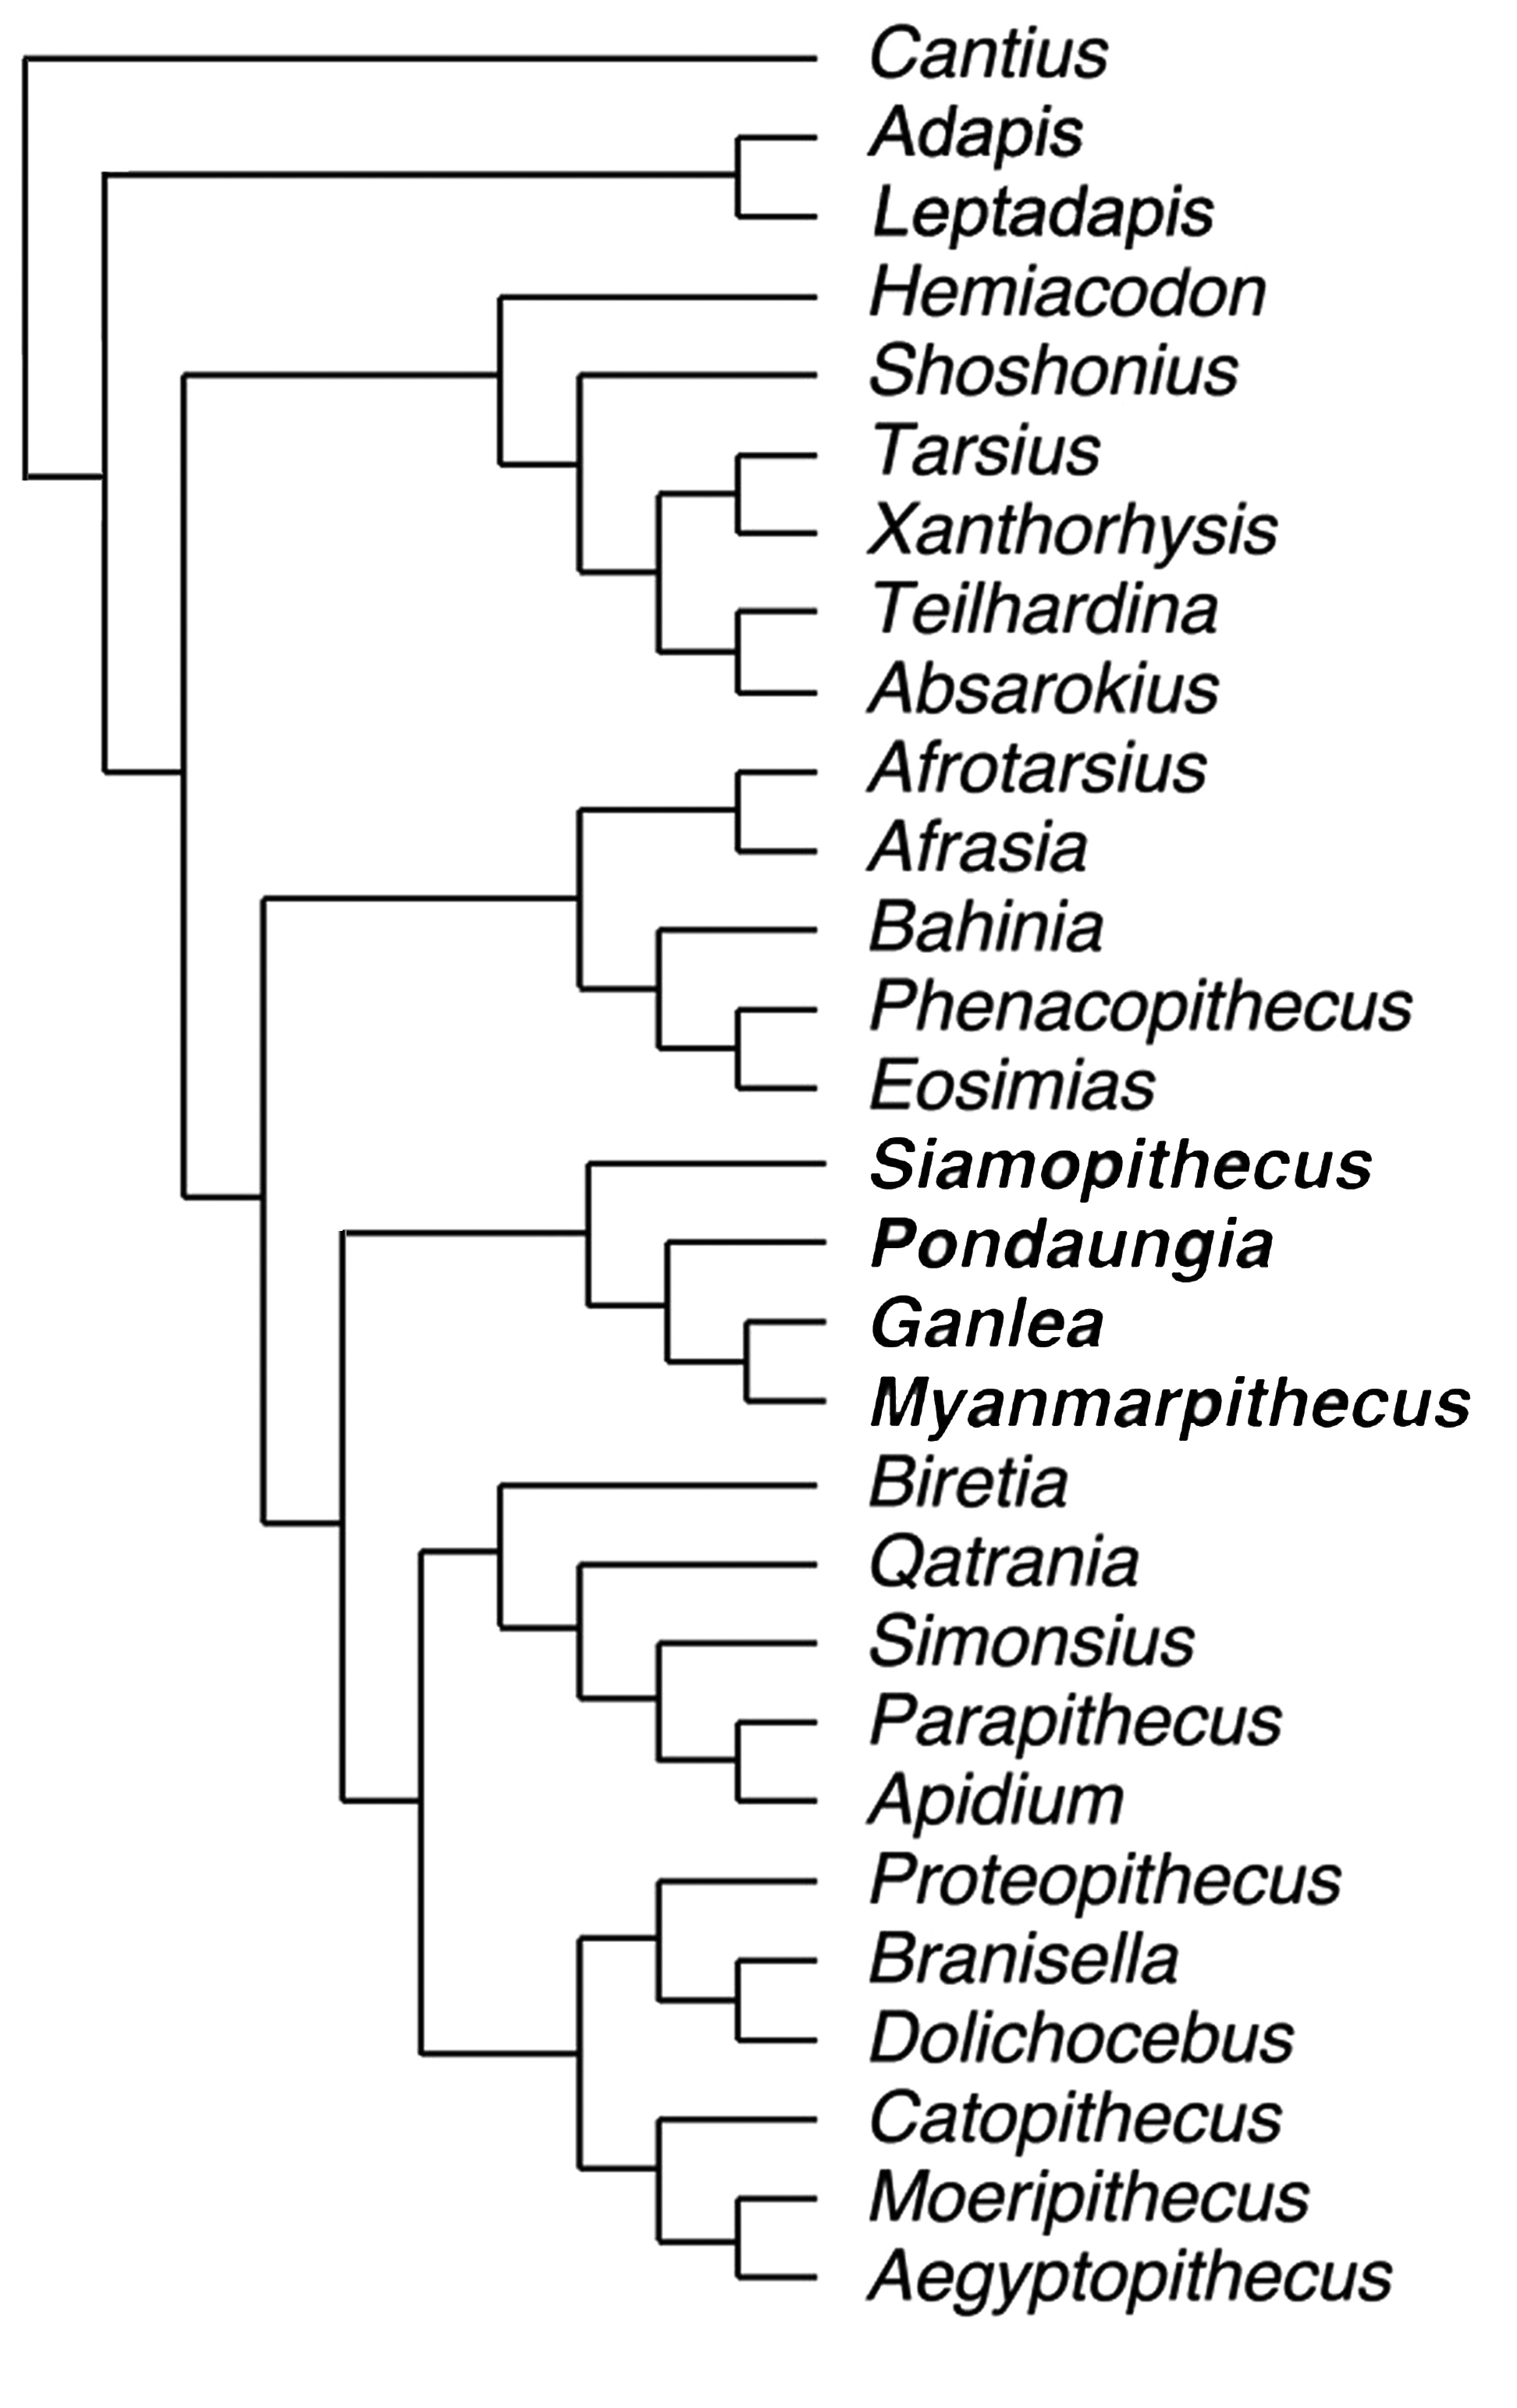 Cantius
Adapis
Leptadapis
Hemiacodon
Shoshonius
Tarsius
Xanthorhysis
Teilhardina
Absarokius
Afrotarsius
Afrasia
Bahinia
Phenacopithecus
Eosimias
Siamopithecus
Pondaungia
Ganlea
Myanmarpithecus
Biretia
Qatrania
Simonsius
Parapithecus
Apidium
Proteopithecus
Branisella
Dolichocebus
Catopithecus
Moeripithecus
Aegyptopithecus